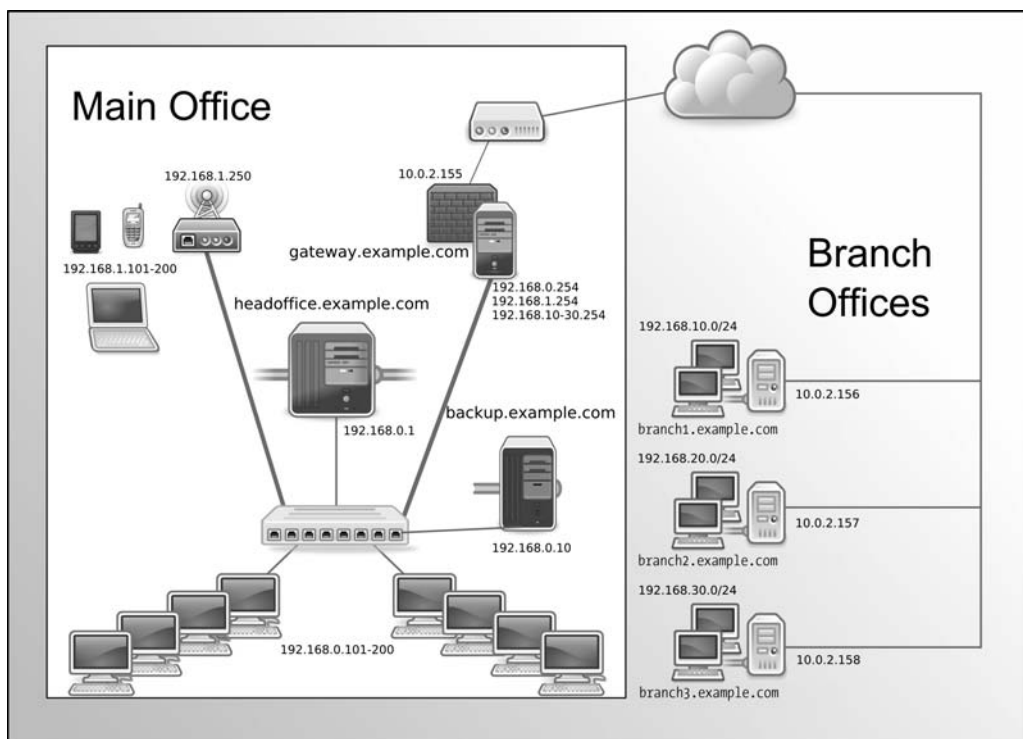 Main Office
192.168.1.250
10.0.2.155
192.168.1.101-200
gateway.example.com
192.168.0.254
192.168.1.254
192.168.10-30.254
headoffice.example.com
192.168.0.1
backup.example.com
192.168.0.10
192.168.0.101-200
Branch
Offices
192.168.10.0/24
10.0.2.156
branch1.example.com
192.168.20.0/24
10.0.2.157
branch2.example.com
192.168.30.0/24
10.0.2.158
branch3.example.com